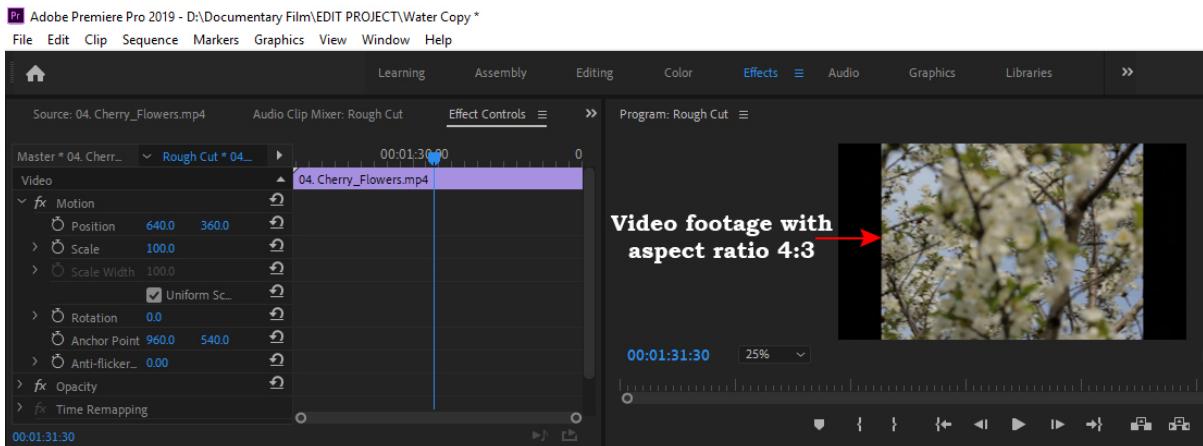 Pr Adobe Premiere Pro 2019 - D:\Documentary Film\EDIT PROJECT\Water Copy *
File Edit Clip Sequence Markers Graphics View Window Help
Learning Assembly Editing Color Effects Audio Graphics Libraries
Source: 04. Cherry_Flowers.mp4 Audio Clip Mixer: Rough Cut Effect Controls
Master * 04. Cherr... Rough Cut * 04...
00:01:30:00 0
Video
04. Cherry_Flowers.mp4
fx Motion
Position 640.0 360.0
Scale 100.0
Scale Width 100.0
Uniform Sc...
Rotation 0.0
Anchor Point 960.0 540.0
Anti-flicker... 0.00
fx Opacity
fx Time Remapping
00:01:31:30
Program: Rough Cut
Video footage with
aspect ratio 4:3
00:01:31:30 25%